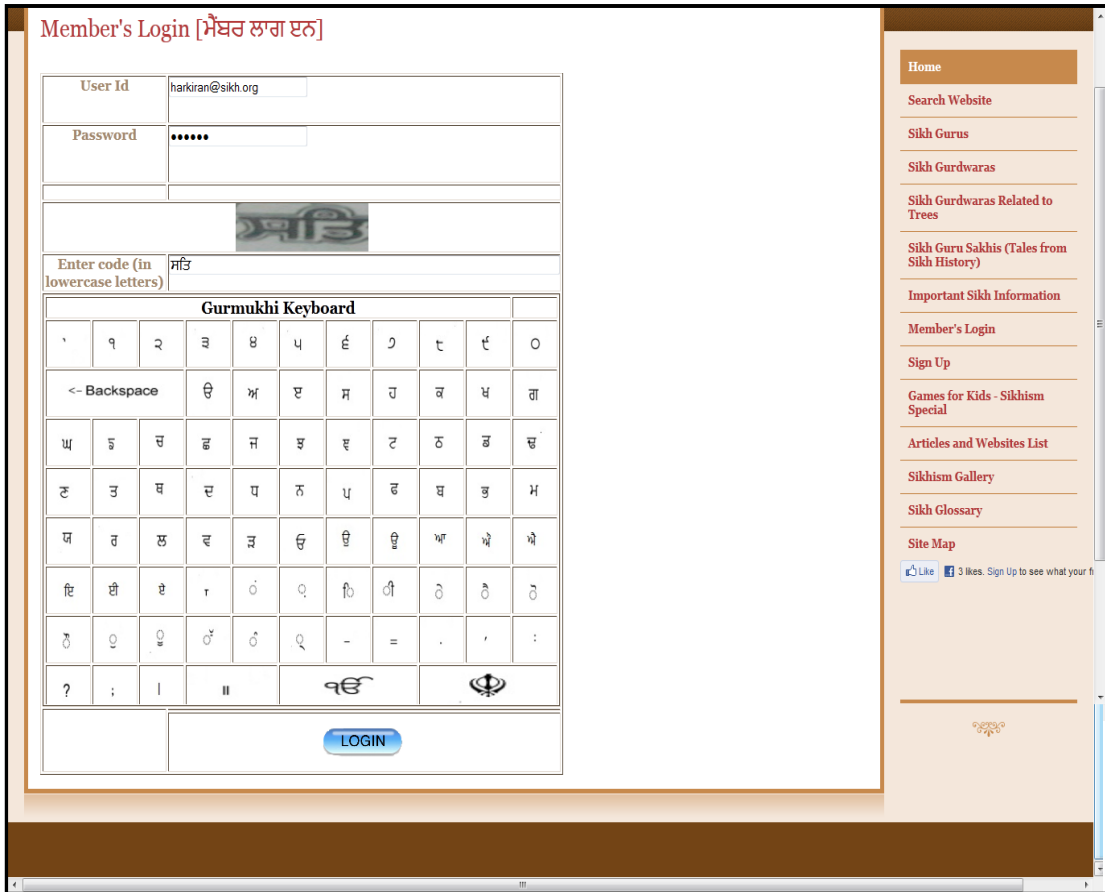 Member's Login [ਮੈਂਬਰ ਲਾਗ ਏਨ]
User Id harkiran@sikh.org
Password ••••••
ਸਤਿ
Enter code (in lowercase letters) ਸਤਿ
Gurmukhi Keyboard
੧ ੨ ੩ ੪ ੫ ੬ ੭ ੮ ੯ ੦
<- Backspace ੳ ਅ ੲ ਸ ਹ ਕ ਖ ਗ
ਘ ਙ ਚ ਛ ਜ ਝ ਞ ਟ ਠ ਡ ਢ
ਣ ਤ ਥ ਦ ਧ ਨ ਪ ਫ ਬ ਭ ਮ
ਯ ਰ ਲ ਵ ੜ ਓ ਉ ਊ ਆ ਔ ਐ
ਇ ਈ ਏ ਾ ਂ ਼ ਿ ੀ ੇ ੈ ੋ
ੌ ੁ ੂ ੱ ੰ ੍ - = . ' :
? ; | || ੴ ☬
LOGIN
Home
Search Website
Sikh Gurus
Sikh Gurdwaras
Sikh Gurdwaras Related to
Trees
Sikh Guru Sakhis (Tales from
Sikh History)
Important Sikh Information
Member's Login
Sign Up
Games for Kids - Sikhism
Special
Articles and Websites List
Sikhism Gallery
Sikh Glossary
Site Map
Like 3 likes. Sign Up to see what your